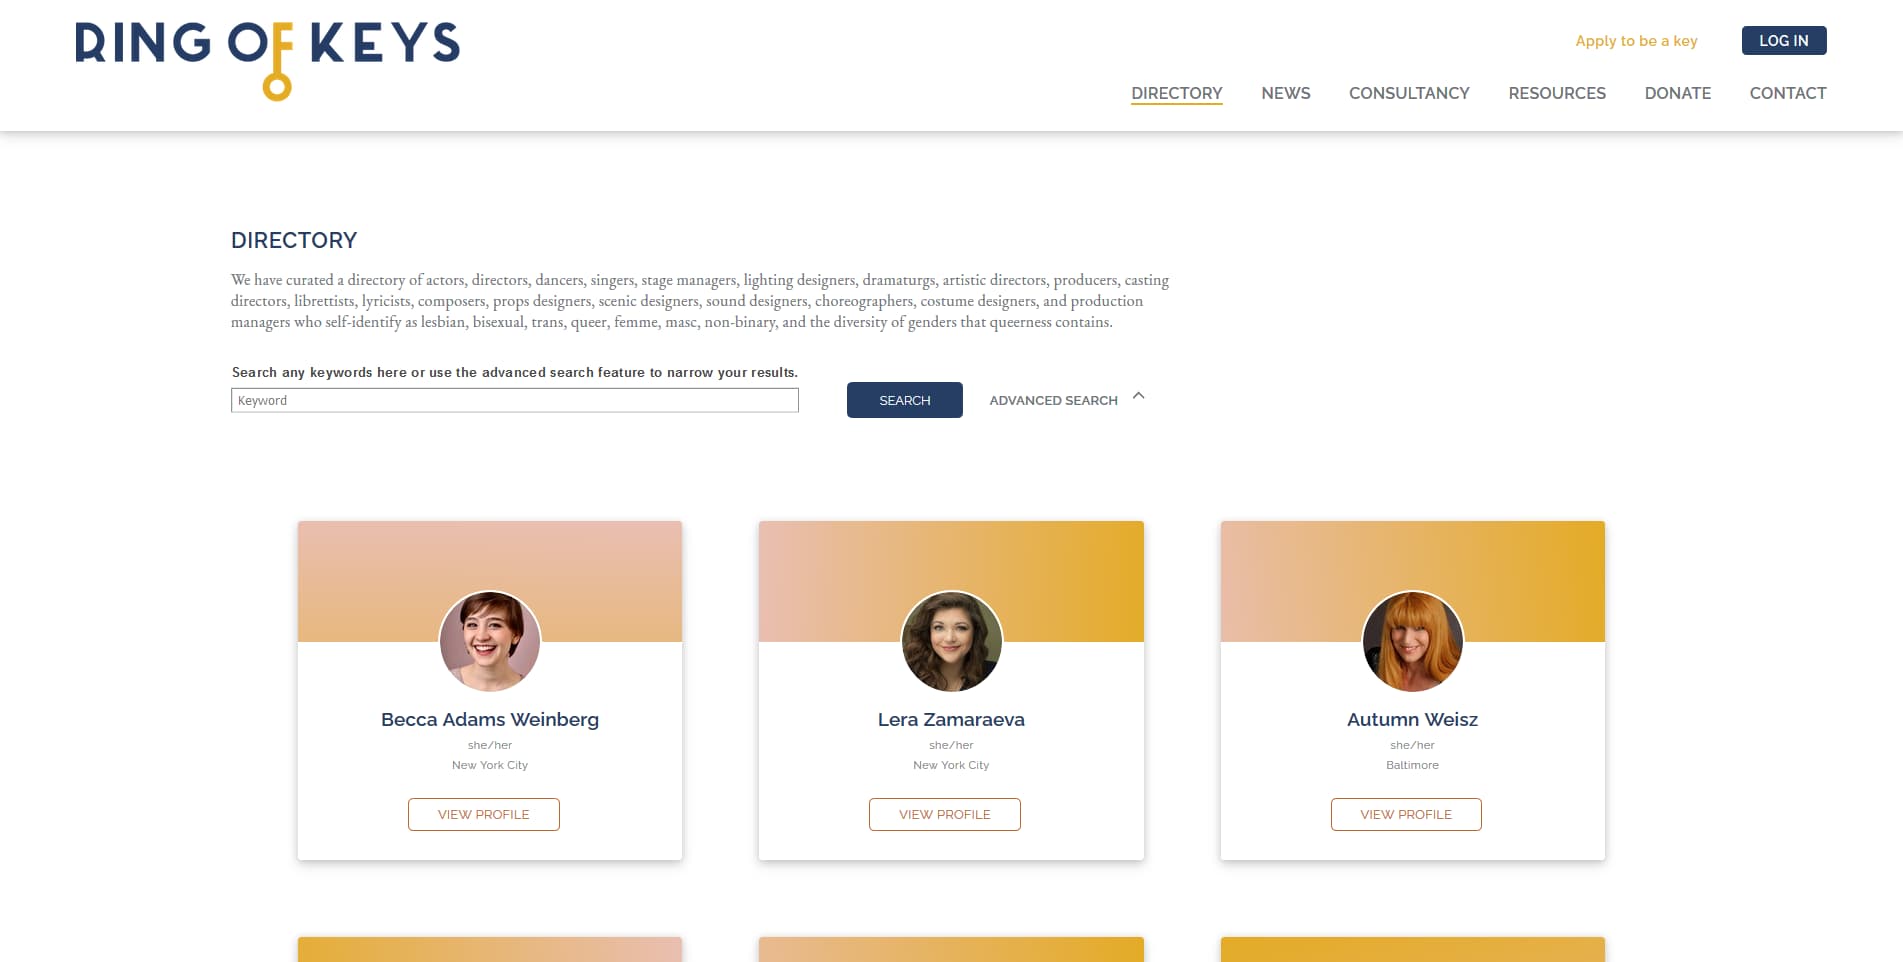 RING OF KEYS
Apply to be a key
LOG IN
DIRECTORY
NEWS
CONSULTANCY
RESOURCES
DONATE
CONTACT
DIRECTORY
We have curated a directory of actors, directors, dancers, singers, stage managers, lighting designers, dramaturgs, artistic directors, producers, casting
directors, librettists, lyricists, composers, props designers, scenic designers, sound designers, choreographers, costume designers, and production
managers who self-identify as lesbian, bisexual, trans, queer, femme, masc, non-binary, and the diversity of genders that queerness contains.
Search any keywords here or use the advanced search feature to narrow your results.
Keyword
SEARCH
ADVANCED SEARCH
Becca Adams Weinberg
she/her
New York City
VIEW PROFILE
Lera Zamaraeva
she/her
New York City
VIEW PROFILE
Autumn Weisz
she/her
Baltimore
VIEW PROFILE